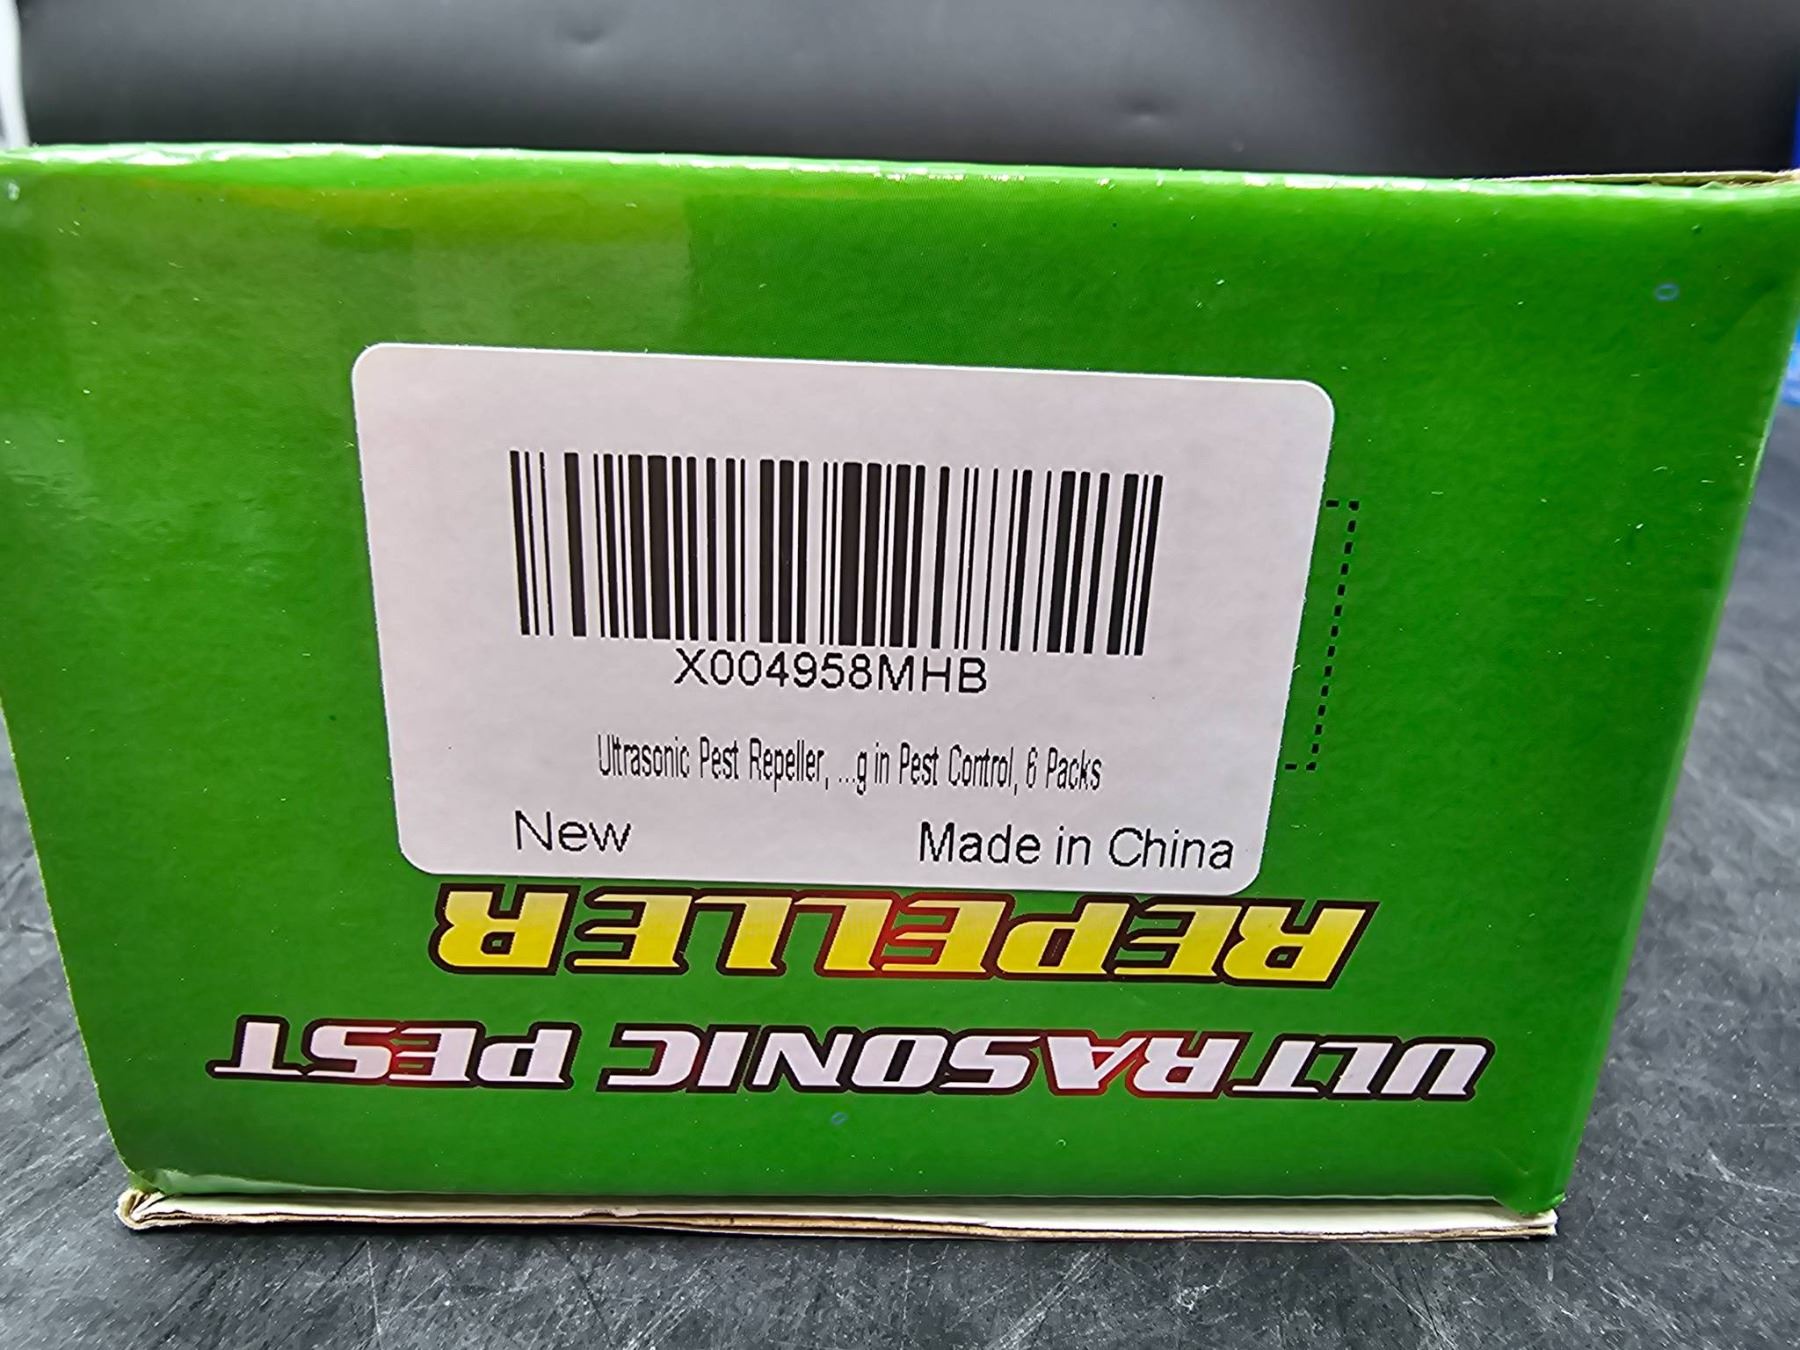 X004958MHB
Ultrasonic Pest Repeller, ...g in Pest Control, 6 Packs
New Made in China
ULTRASONIC PEST
REPELLER